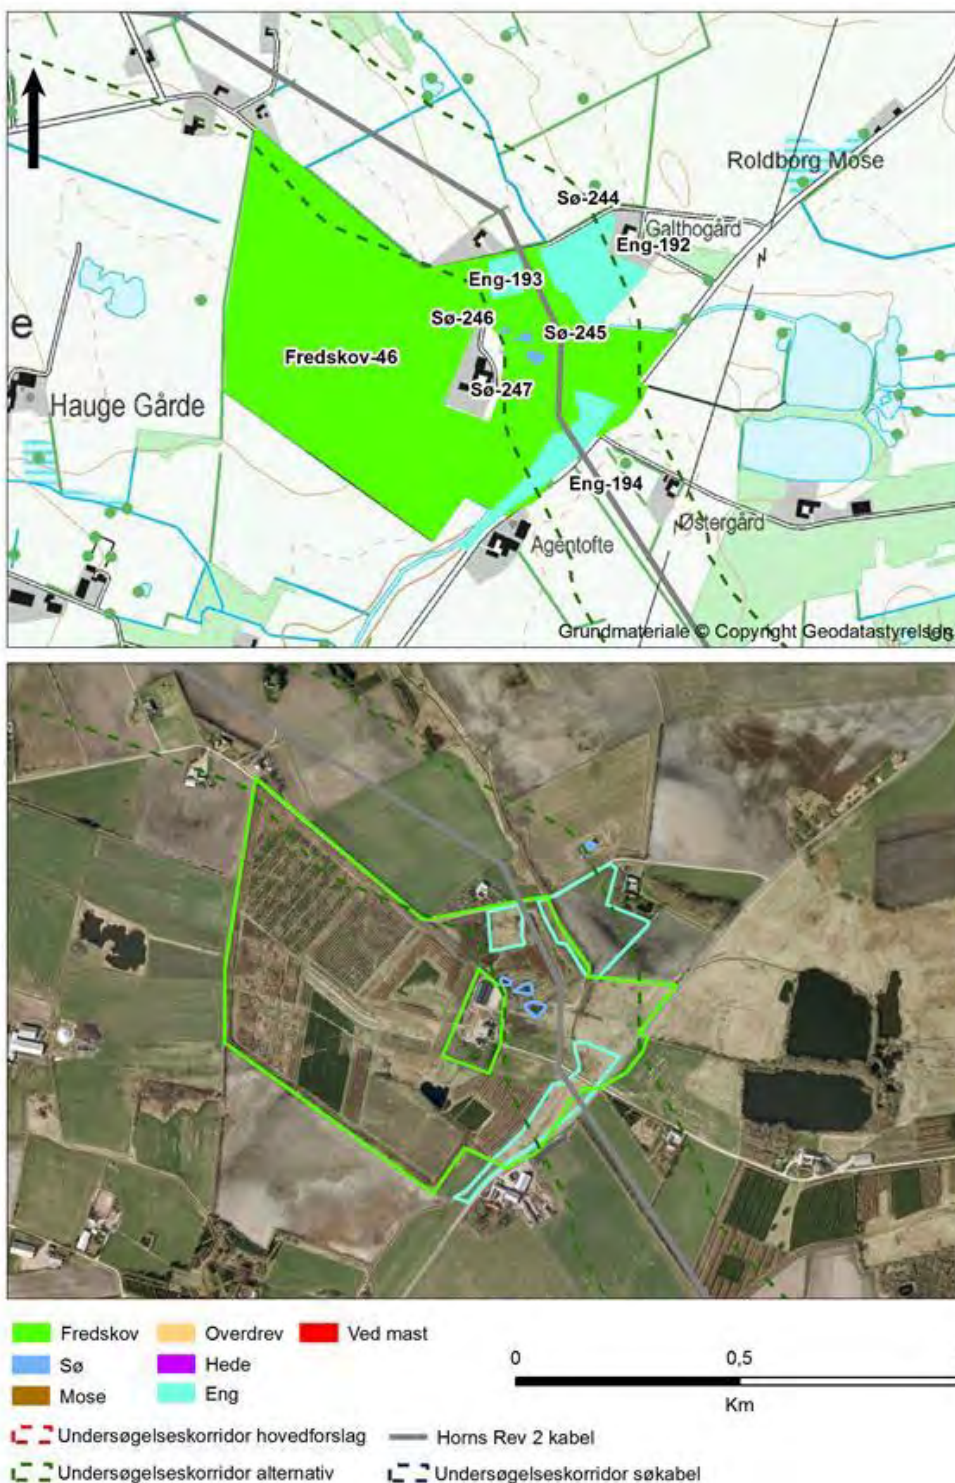 Roldborg Mose
Sø-244
Galthogård
Eng-192
Eng-193
Sø-246
Sø-245
e
Fredskov-46
Sø-247
Hauge Gårde
Eng-194
Østergård
Agentofte
Grundmateriale © Copyright Geodatastyrelsen
Fredskov
Overdrev
Ved mast
Sø
Hede
Mose
Eng
0
0,5
Km
Undersøgelseskorridor hovedforslag
Horns Rev 2 kabel
Undersøgelseskorridor alternativ
Undersøgelseskorridor søkabel